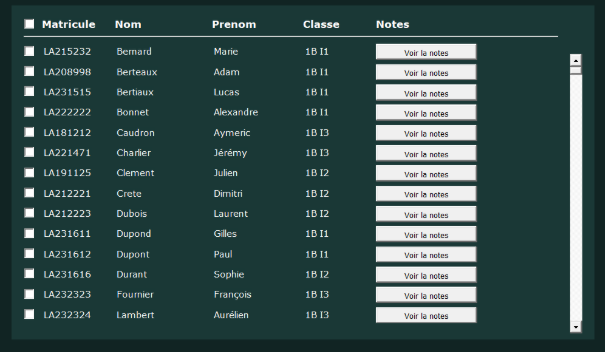 Matricule Nom Prenom Classe Notes
LA215232 Bernard Marie 1B I1 Voir la notes
LA208998 Berteaux Adam 1B I1 Voir la notes
LA231515 Bertiaux Lucas 1B I1 Voir la notes
LA222222 Bonnet Alexandre 1B I1 Voir la notes
LA181212 Caudron Aymeric 1B I3 Voir la notes
LA221471 Charlier Jérémy 1B I3 Voir la notes
LA191125 Clement Julien 1B I2 Voir la notes
LA212221 Crete Dimitri 1B I2 Voir la notes
LA212223 Dubois Laurent 1B I2 Voir la notes
LA231611 Dupond Gilles 1B I1 Voir la notes
LA231612 Dupont Paul 1B I1 Voir la notes
LA231616 Durant Sophie 1B I2 Voir la notes
LA232323 Fournier François 1B I3 Voir la notes
LA232324 Lambert Aurélien 1B I3 Voir la notes